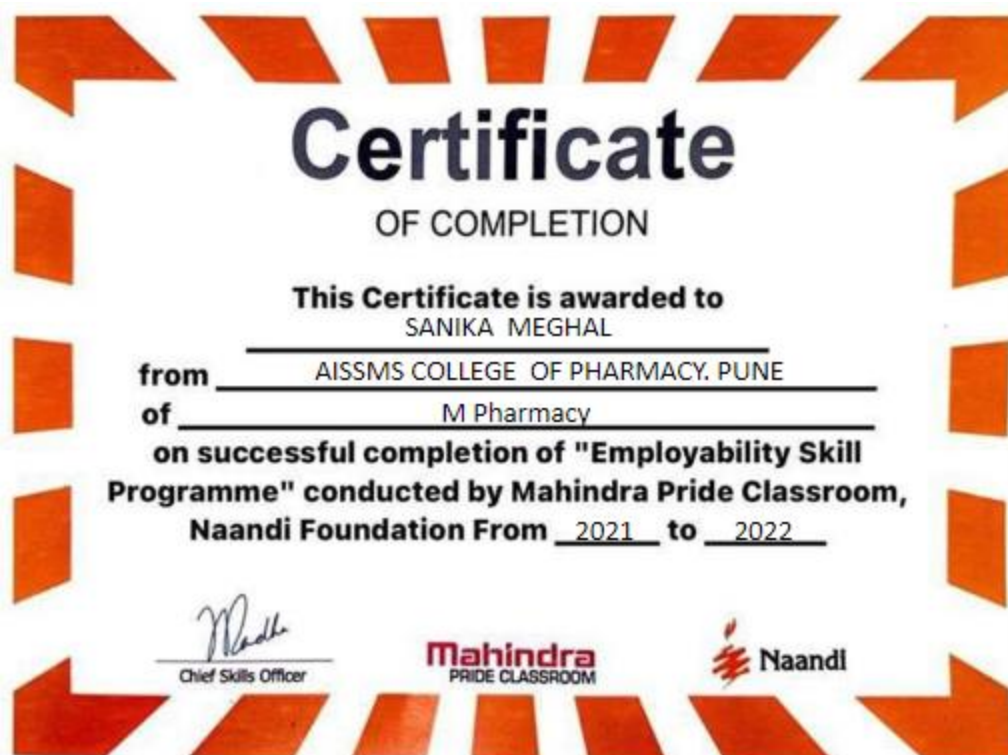 Certificate
OF COMPLETION
This Certificate is awarded to
SANIKA MEGHAL
from AISSMS COLLEGE OF PHARMACY. PUNE
of M Pharmacy
on successful completion of "Employability Skill
Programme" conducted by Mahindra Pride Classroom,
Naandi Foundation From 2021 to 2022
Chief Skills Officer
Mahindra
PRIDE CLASSROOM
Naandi